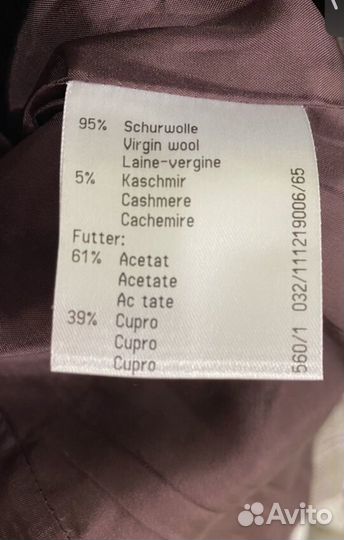 95% Schurwolle
Virgin wool
Laine-vergine
5% Kaschmir
Cashmere
Cachemire
Futter:
61% Acetat
Acetate
Ac tate
39% Cupro
Cupro
Cupro
560/1 032/111219006/65
Avito